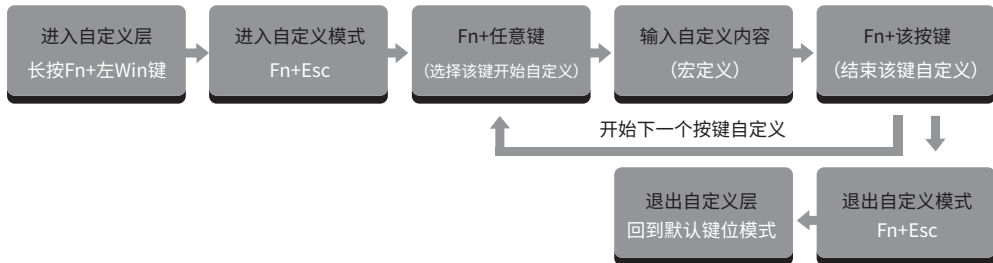 进入自定义层
长按Fn+左Win键
进入自定义模式
Fn+Esc
Fn+任意键
(选择该键开始自定义)
输入自定义内容
(宏定义)
Fn+该按键
(结束该键自定义)
开始下一个按键自定义
退出自定义模式
Fn+Esc
退出自定义层
回到默认键位模式